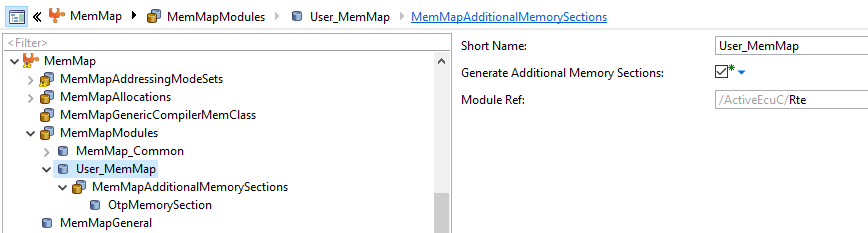 MemMap MemMapModules User_MemMap MemMapAdditionalMemorySections
<Filter>
MemMap
MemMapAddressingModeSets
MemMapAllocations
MemMapGenericCompilerMemClass
MemMapModules
MemMap_Common
User_MemMap
MemMapAdditionalMemorySections
OtpMemorySection
MemMapGeneral
Short Name: User_MemMap
Generate Additional Memory Sections: *
Module Ref: /ActiveEcuC/Rte